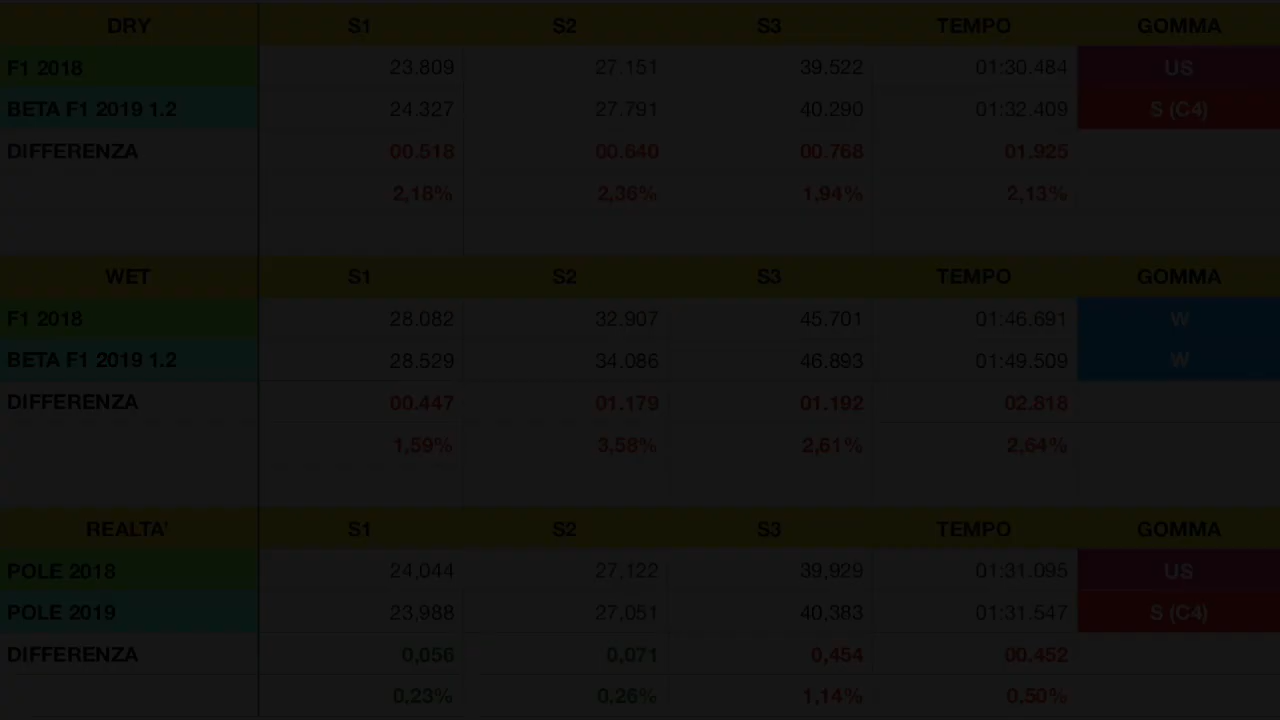 DRY S1 S2 S3 TEMPO GOMMA
F1 2018 23.809 27.151 39.522 01:30.484 US
BETA F1 2019 1.2 24.327 27.791 40.290 01:32.409 S (C4)
DIFFERENZA 00.518 00.640 00.768 01.925
2,18% 2,36% 1,94% 2,13%
WET S1 S2 S3 TEMPO GOMMA
F1 2018 28.082 32.907 45.701 01:46.691 W
BETA F1 2019 1.2 28.529 34.086 46.893 01:49.509 W
DIFFERENZA 00.447 01.179 01.192 02.818
1,59% 3,58% 2,61% 2,64%
REALTA' S1 S2 S3 TEMPO GOMMA
POLE 2018 24,044 27,122 39,929 01:31.095 US
POLE 2019 23,988 27,051 40,383 01:31.547 S (C4)
DIFFERENZA 0,056 0,071 0,454 00.452
0,23% 0,26% 1,14% 0,50%